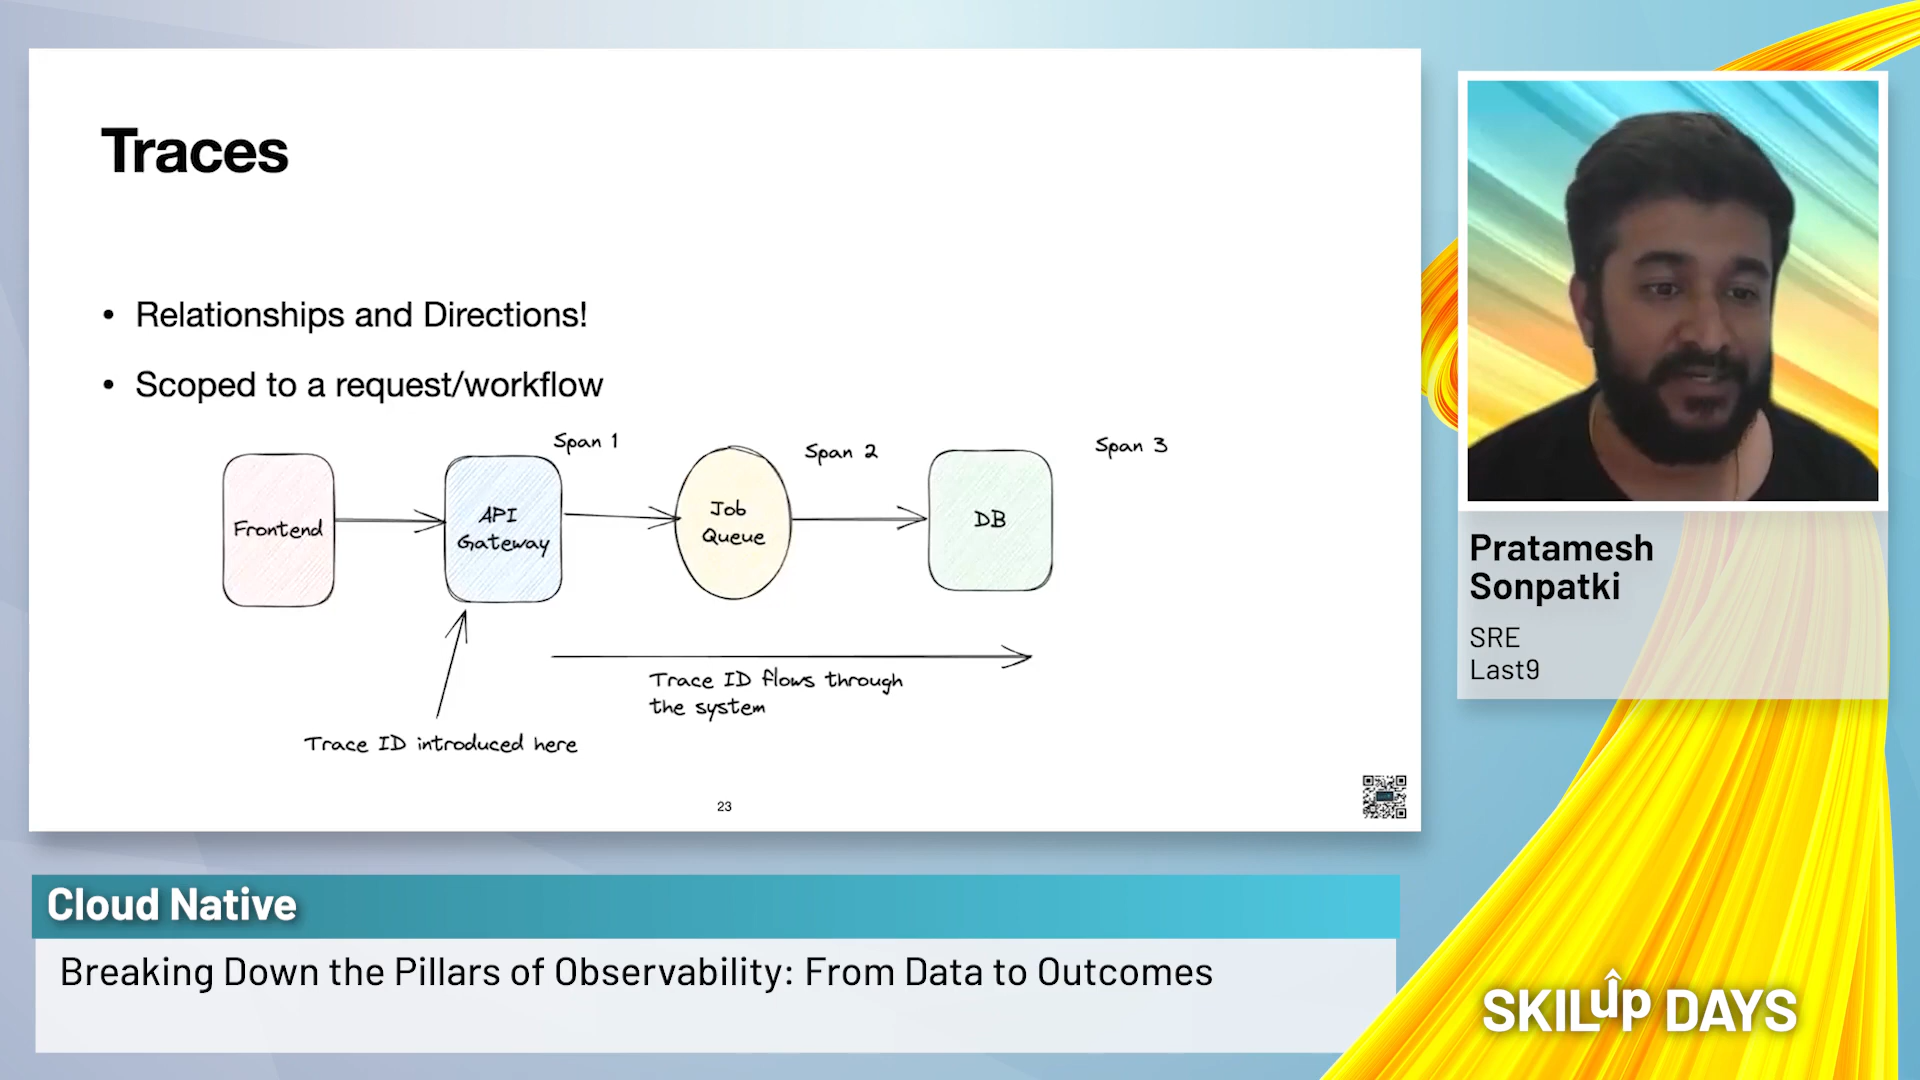 Traces
• Relationships and Directions!
• Scoped to a request/workflow
Span 1
Span 2
Span 3
Frontend
API
Gateway
Job
Queue
DB
Trace ID flows through
the system
Trace ID introduced here
23
Pratamesh
Sonpatki
SRE
Last9
Cloud Native
Breaking Down the Pillars of Observability: From Data to Outcomes
SKILup DAYS